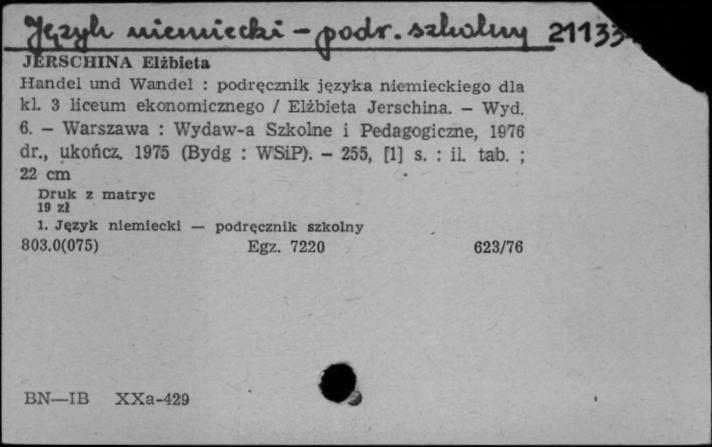 Język niemiecki – podr. szkolny 21133
JERSCHINA Elżbieta
Handel und Wandel : podręcznik języka niemieckiego dla
kl. 3 liceum ekonomicznego / Elżbieta Jerschina. – Wyd.
6. – Warszawa : Wydaw-a Szkolne i Pedagogiczne, 1976
dr., ukończ. 1975 (Bydg : WSiP). – 255, [1] s. : il. tab. ;
22 cm
Druk z matryc
19 zł
1. Język niemiecki — podręcznik szkolny
803.0(075) Egz. 7220 623/76
BN—IB XXa-429